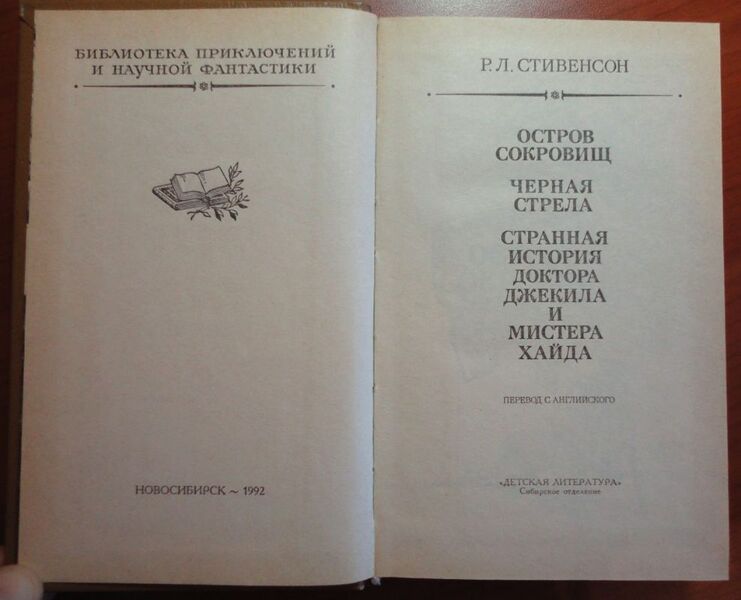 БИБЛИОТЕКА ПРИКЛЮЧЕНИЙ
И НАУЧНОЙ ФАНТАСТИКИ
НОВОСИБИРСК ~ 1992
Р. Л. СТИВЕНСОН
ОСТРОВ
СОКРОВИЩ
ЧЕРНАЯ
СТРЕЛА
СТРАННАЯ
ИСТОРИЯ
ДОКТОРА
ДЖЕКИЛА
И
МИСТЕРА
ХАЙДА
ПЕРЕВОД С АНГЛИЙСКОГО
«ДЕТСКАЯ ЛИТЕРАТУРА»
Сибирское отделение